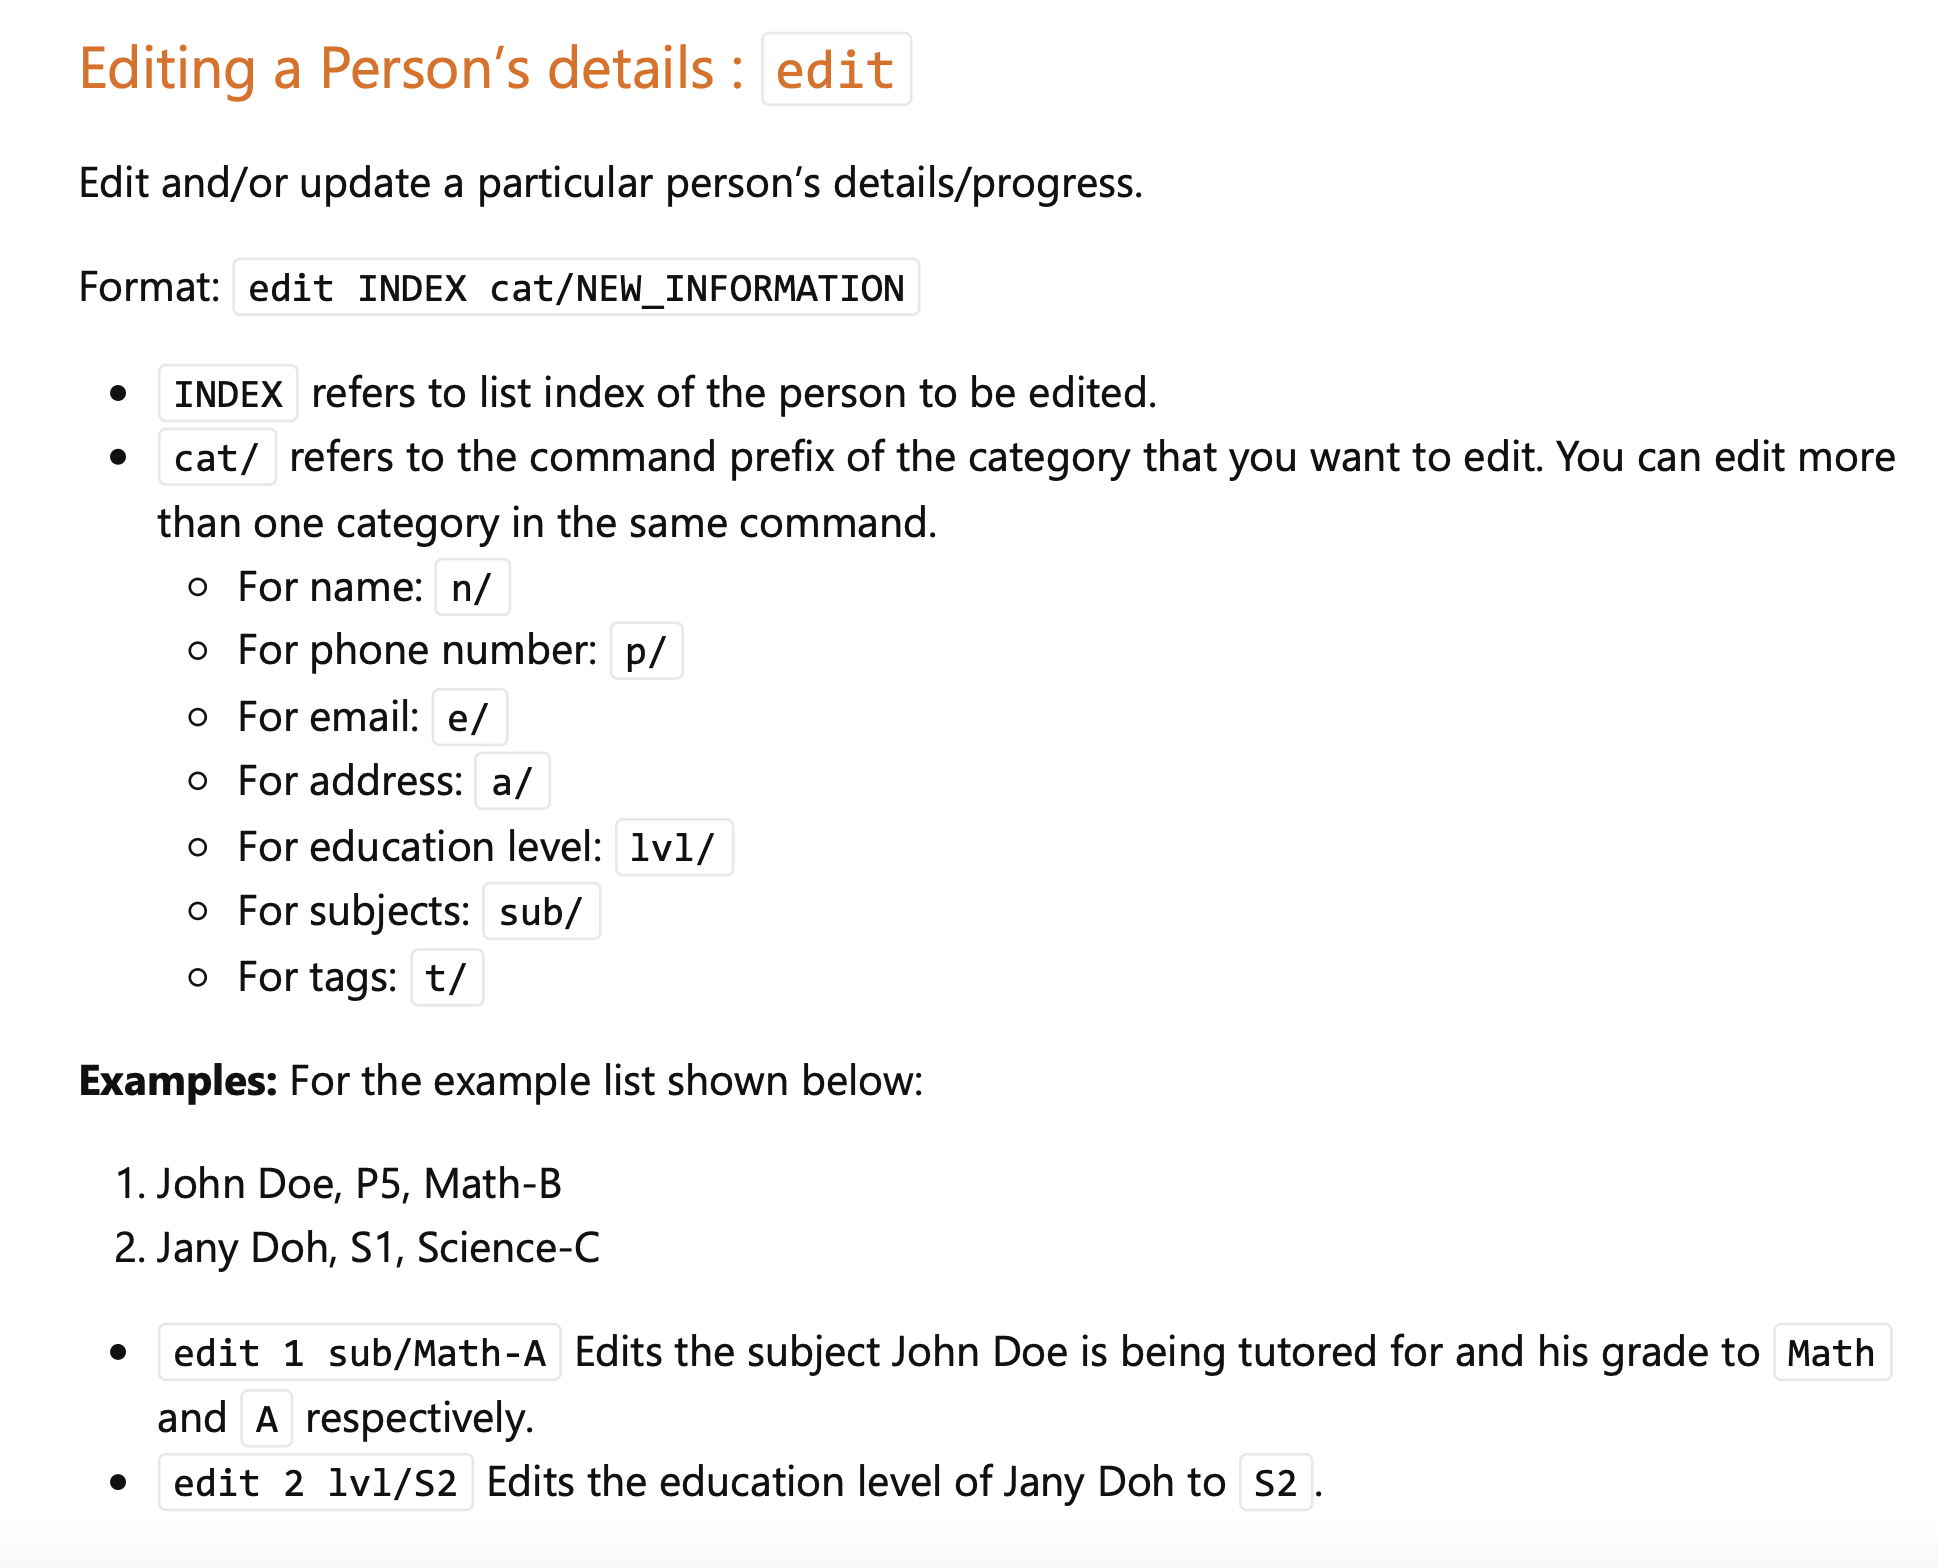 Editing a Person’s details : edit
Edit and/or update a particular person’s details/progress.
Format: edit INDEX cat/NEW_INFORMATION
INDEX refers to list index of the person to be edited.
cat/ refers to the command prefix of the category that you want to edit. You can edit more
than one category in the same command.
For name: n/
For phone number: p/
For email: e/
For address: a/
For education level: lvl/
For subjects: sub/
For tags: t/
Examples: For the example list shown below:
1. John Doe, P5, Math-B
2. Jany Doh, S1, Science-C
edit 1 sub/Math-A Edits the subject John Doe is being tutored for and his grade to Math
and A respectively.
edit 2 lvl/S2 Edits the education level of Jany Doh to S2.